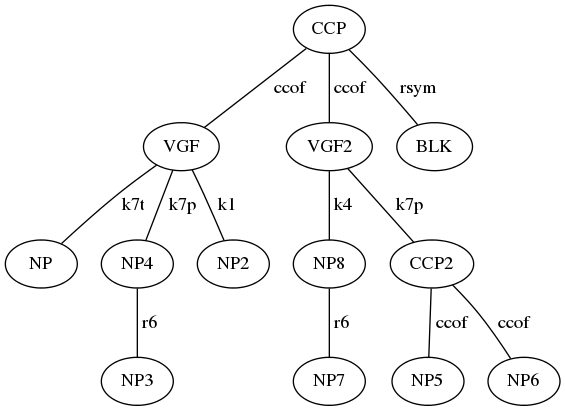 CCP
ccof ccof rsym
VGF VGF2 BLK
k7t k7p k1 k4 k7p
NP NP4 NP2 NP8 CCP2
r6 r6 ccof ccof
NP3 NP7 NP5 NP6